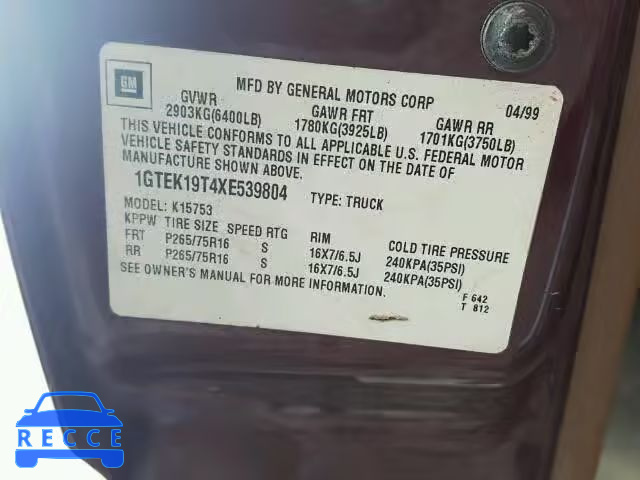 GM
MFD BY GENERAL MOTORS CORP 04/99
GVWR GAWR FRT GAWR RR
2903KG(6400LB) 1780KG(3925LB) 1701KG(3750LB)
THIS VEHICLE CONFORMS TO ALL APPLICABLE U.S. FEDERAL MOTOR
VEHICLE SAFETY STANDARDS IN EFFECT ON THE DATE OF
MANUFACTURE SHOWN ABOVE.
1GTEK19T4XE539804 TYPE: TRUCK
MODEL: K15753
KPPW TIRE SIZE SPEED RTG RIM COLD TIRE PRESSURE
FRT P265/75R16 S 16X7/6.5J 240KPA(35PSI)
RR P265/75R16 S 16X7/6.5J 240KPA(35PSI)
SEE OWNER'S MANUAL FOR MORE INFORMATION.
F 642
T 812
RECCE